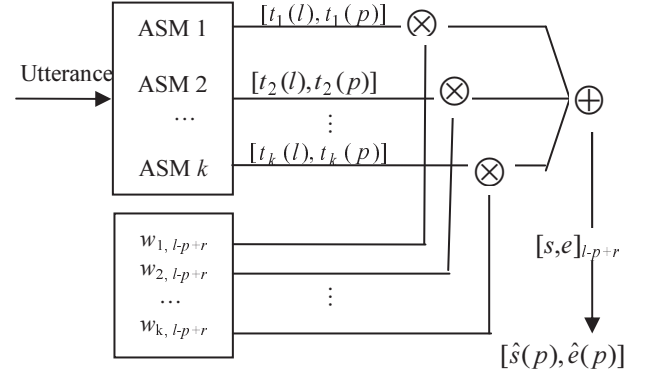 ASM 1 [t₁(l), t₁(p)] ⊗
Utterance
ASM 2 [t₂(l), t₂(p)] ⊗ ⊕
... ⋮
ASM k [tₖ(l), tₖ(p)] ⊗
w₁, l-p+r [s,e]l-p+r
w₂, l-p+r
... ⋮
wk, l-p+r
[ŝ(p), ê(p)]